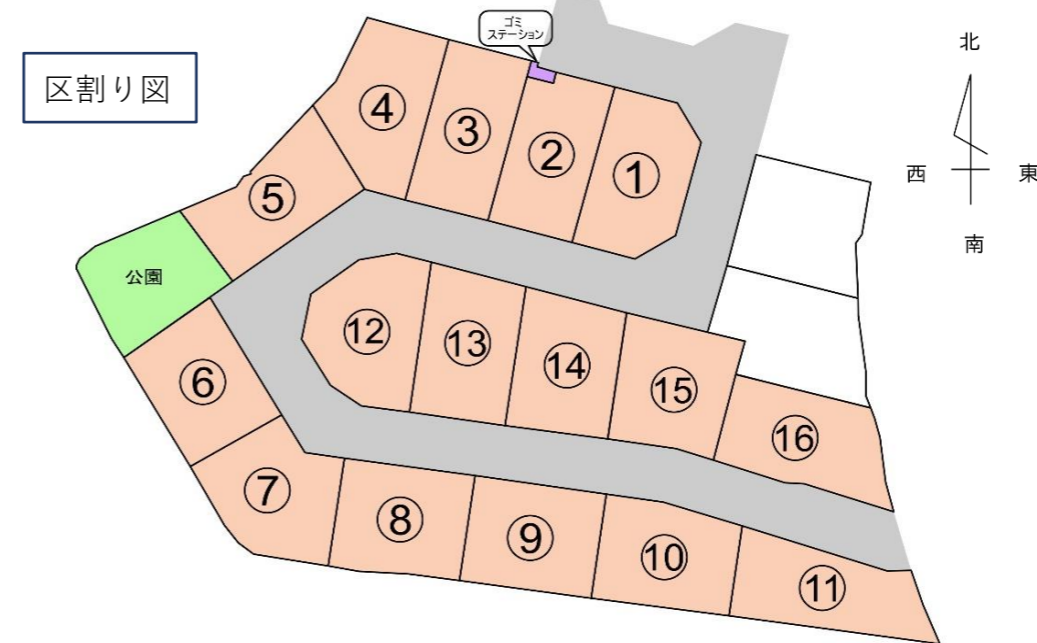 区割り図
ゴミ
ステーション
北
西
東
南
④
③
②
①
⑤
公園
⑥
⑫
⑬
⑭
⑮
⑯
⑦
⑧
⑨
⑩
⑪